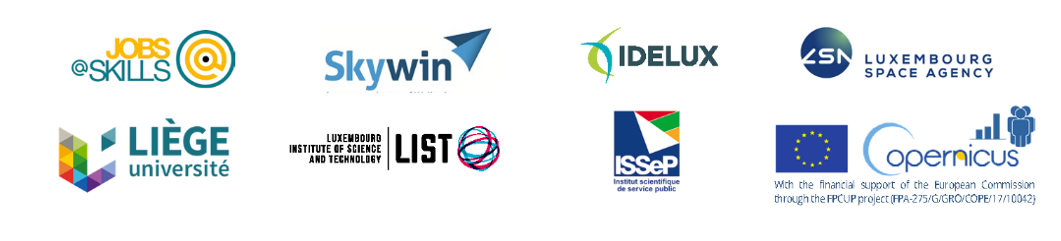 JOBS
@SKILLS
Skywin
IDELUX
LSA
LUXEMBOURG
SPACE AGENCY
LIÈGE
université
LUXEMBOURG
INSTITUTE OF SCIENCE
AND TECHNOLOGY
LIST
ISSeP
Institut scientifique
de service public
Copernicus
With the financial support of the European Commission
through the FPCUP project (FPA-275/G/GRO/COPE/17/10042)